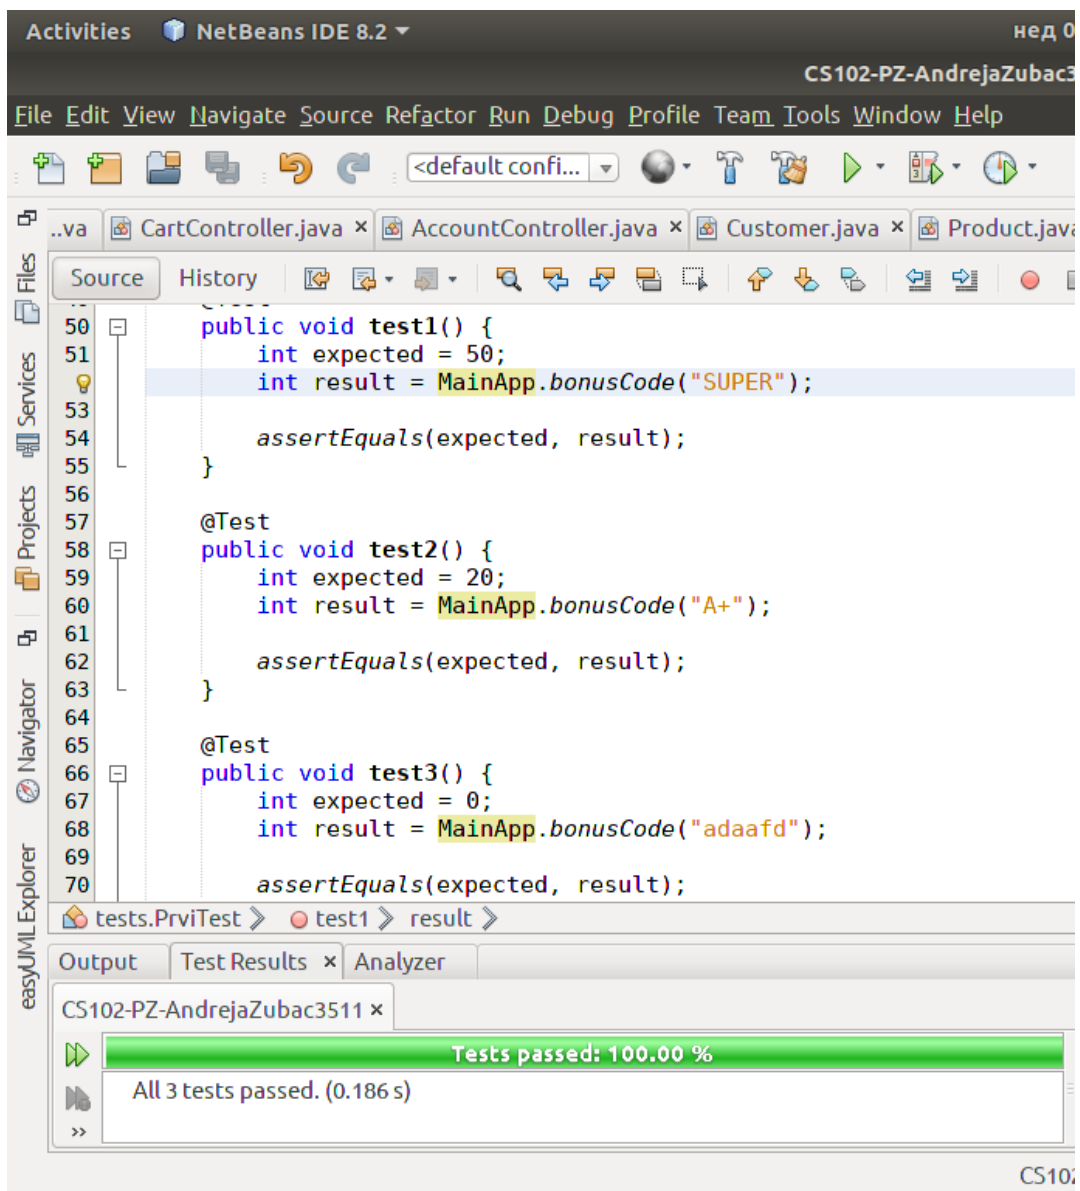 Activities NetBeans IDE 8.2 нед 0
CS102-PZ-AndrejaZubac3
File Edit View Navigate Source Refactor Run Debug Profile Team Tools Window Help
<default confi...
..va CartController.java × AccountController.java × Customer.java × Product.java
Source History
Files
Services
Projects
Navigator
easyUML Explorer
50 public void test1() {
51 int expected = 50;
int result = MainApp.bonusCode("SUPER");
53
54 assertEquals(expected, result);
55 }
56
57 @Test
58 public void test2() {
59 int expected = 20;
60 int result = MainApp.bonusCode("A+");
61
62 assertEquals(expected, result);
63 }
64
65 @Test
66 public void test3() {
67 int expected = 0;
68 int result = MainApp.bonusCode("adaafd");
69
70 assertEquals(expected, result);
tests.PrviTest test1 result
Output Test Results × Analyzer
CS102-PZ-AndrejaZubac3511 ×
Tests passed: 100.00 %
All 3 tests passed. (0.186 s)
CS102